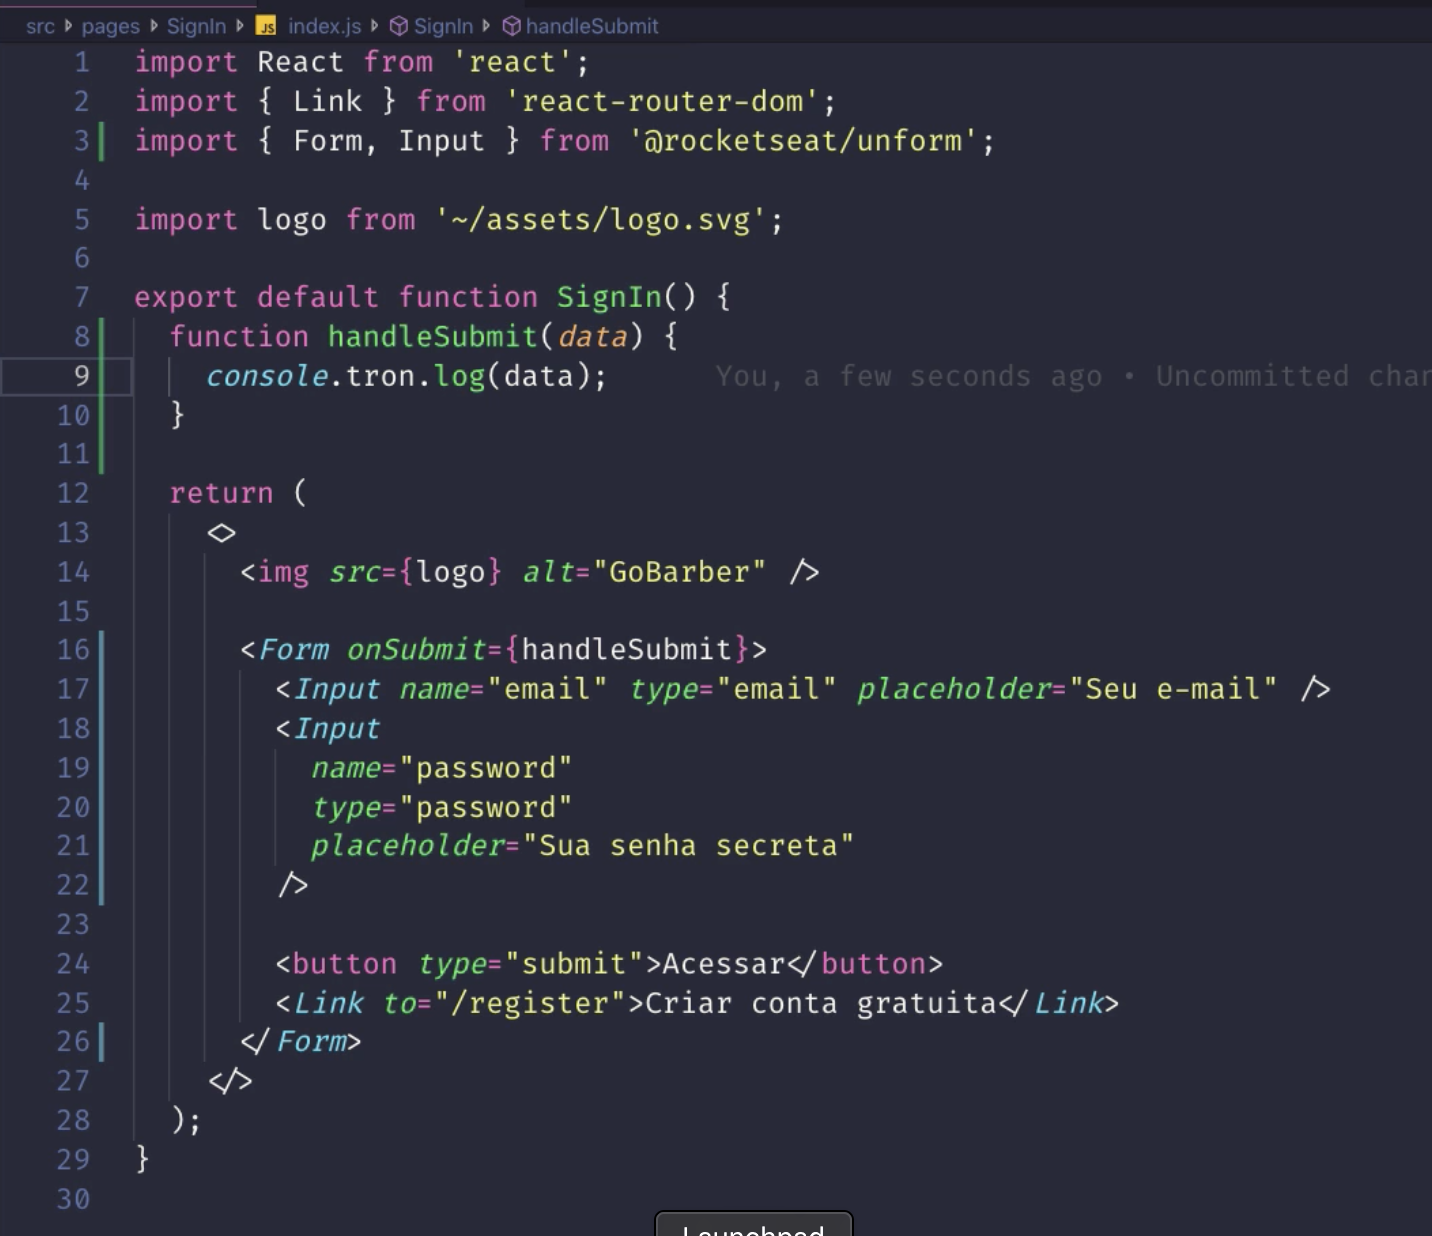 src pages SignIn JS index.js SignIn handleSubmit
1 import React from 'react';
2 import { Link } from 'react-router-dom';
3 import { Form, Input } from '@rocketseat/unform';
4
5 import logo from '~/assets/logo.svg';
6
7 export default function SignIn() {
8 function handleSubmit(data) {
9 console.tron.log(data); You, a few seconds ago • Uncommitted
10 }
11
12 return (
13 <>
14 <img src={logo} alt="GoBarber" />
15
16 <Form onSubmit={handleSubmit}>
17 <Input name="email" type="email" placeholder="Seu e-mail" />
18 <Input
19 name="password"
20 type="password"
21 placeholder="Sua senha secreta"
22 />
23
24 <button type="submit">Acessar</button>
25 <Link to="/register">Criar conta gratuita</Link>
26 </Form>
27 </>
28 );
29 }
30
Launchpad